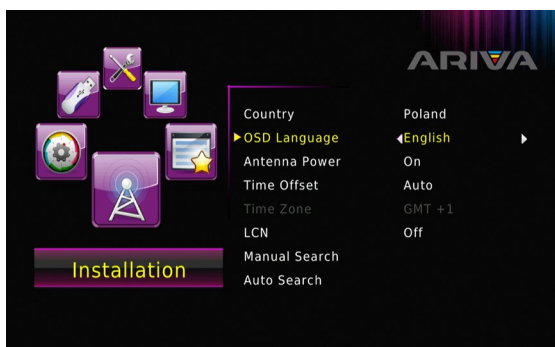 ARIVA
Country Poland
OSD Language English
Antenna Power On
Time Offset Auto
Time Zone GMT +1
LCN Off
Manual Search
Auto Search
Installation